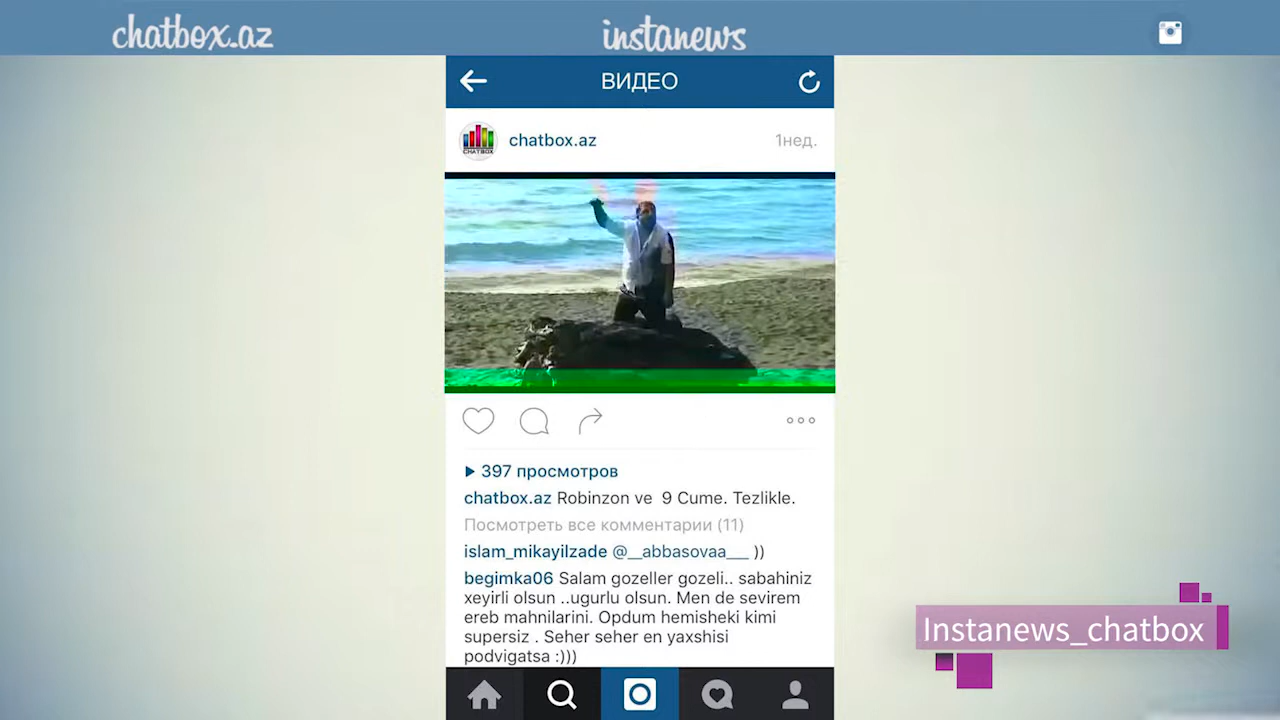 chatbox.az
instanews
ВИДЕО
CHATBOX
chatbox.az
1нед.
397 просмотров
chatbox.az Robinzon ve 9 Cume. Tezlikle.
Посмотреть все комментарии (11)
islam_mikayilzade @__abbasovaa___ ))
begimka06 Salam gozeller gozeli.. sabahiniz
xeyirli olsun ..ugurlu olsun. Men de sevirem
ereb mahnilarini. Opdum hemisheki kimi
supersiz . Seher seher en yaxshisi
podvigatsa :)))
Instanews_chatbox